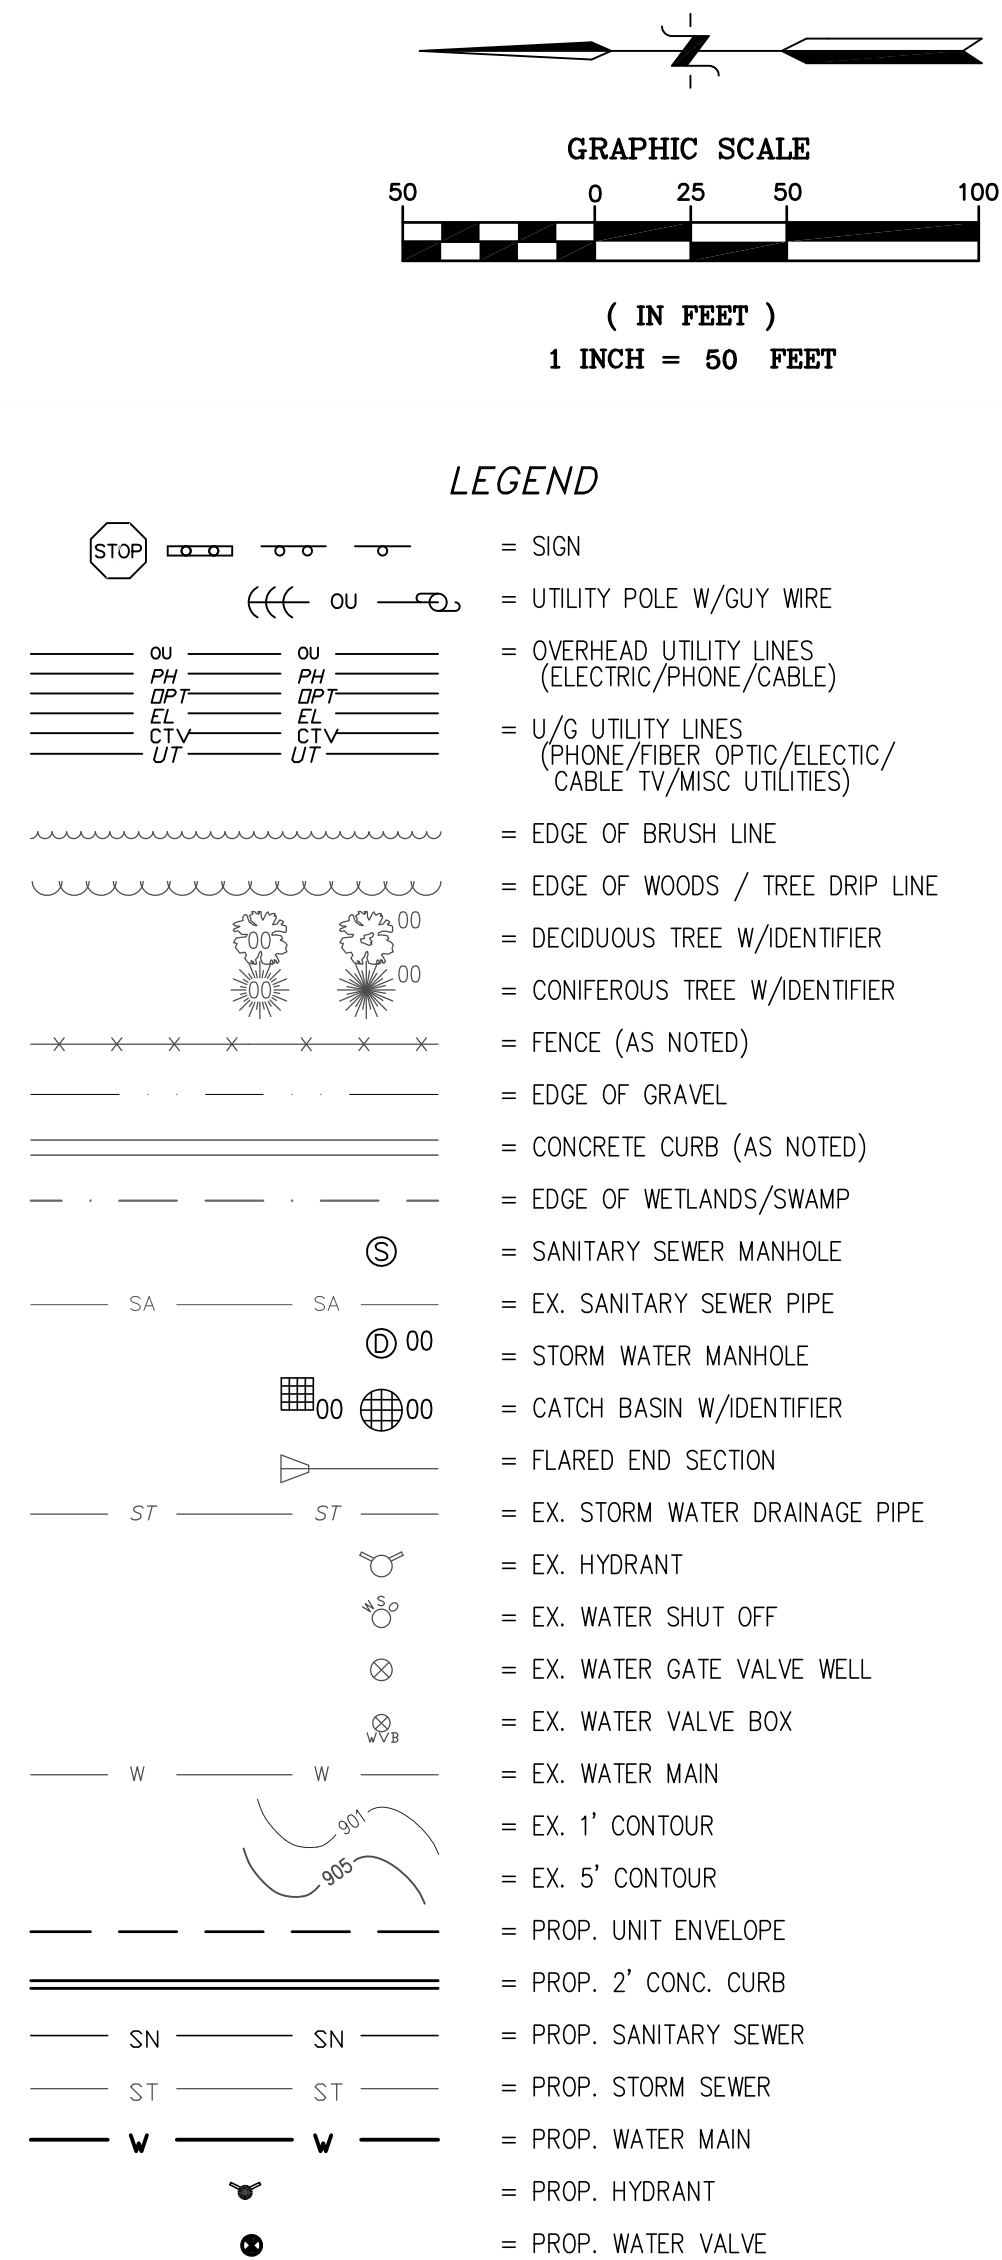 N
GRAPHIC SCALE
50 0 25 50 100
( IN FEET )
1 INCH = 50 FEET
LEGEND
STOP = SIGN
OU = UTILITY POLE W/GUY WIRE
OU OU = OVERHEAD UTILITY LINES
PH PH (ELECTRIC/PHONE/CABLE)
OPT OPT
EL EL = U/G UTILITY LINES
CTV CTV (PHONE/FIBER OPTIC/ELECTIC/
UT UT CABLE TV/MISC UTILITIES)
= EDGE OF BRUSH LINE
= EDGE OF WOODS / TREE DRIP LINE
00 00 = DECIDUOUS TREE W/IDENTIFIER
00 00 = CONIFEROUS TREE W/IDENTIFIER
= FENCE (AS NOTED)
= EDGE OF GRAVEL
= CONCRETE CURB (AS NOTED)
= EDGE OF WETLANDS/SWAMP
S = SANITARY SEWER MANHOLE
SA SA = EX. SANITARY SEWER PIPE
D 00 = STORM WATER MANHOLE
00 00 = CATCH BASIN W/IDENTIFIER
= FLARED END SECTION
ST ST = EX. STORM WATER DRAINAGE PIPE
= EX. HYDRANT
WSO = EX. WATER SHUT OFF
= EX. WATER GATE VALVE WELL
WVB = EX. WATER VALVE BOX
W W = EX. WATER MAIN
901 = EX. 1' CONTOUR
905 = EX. 5' CONTOUR
= PROP. UNIT ENVELOPE
= PROP. 2' CONC. CURB
SN SN = PROP. SANITARY SEWER
ST ST = PROP. STORM SEWER
W W = PROP. WATER MAIN
= PROP. HYDRANT
= PROP. WATER VALVE